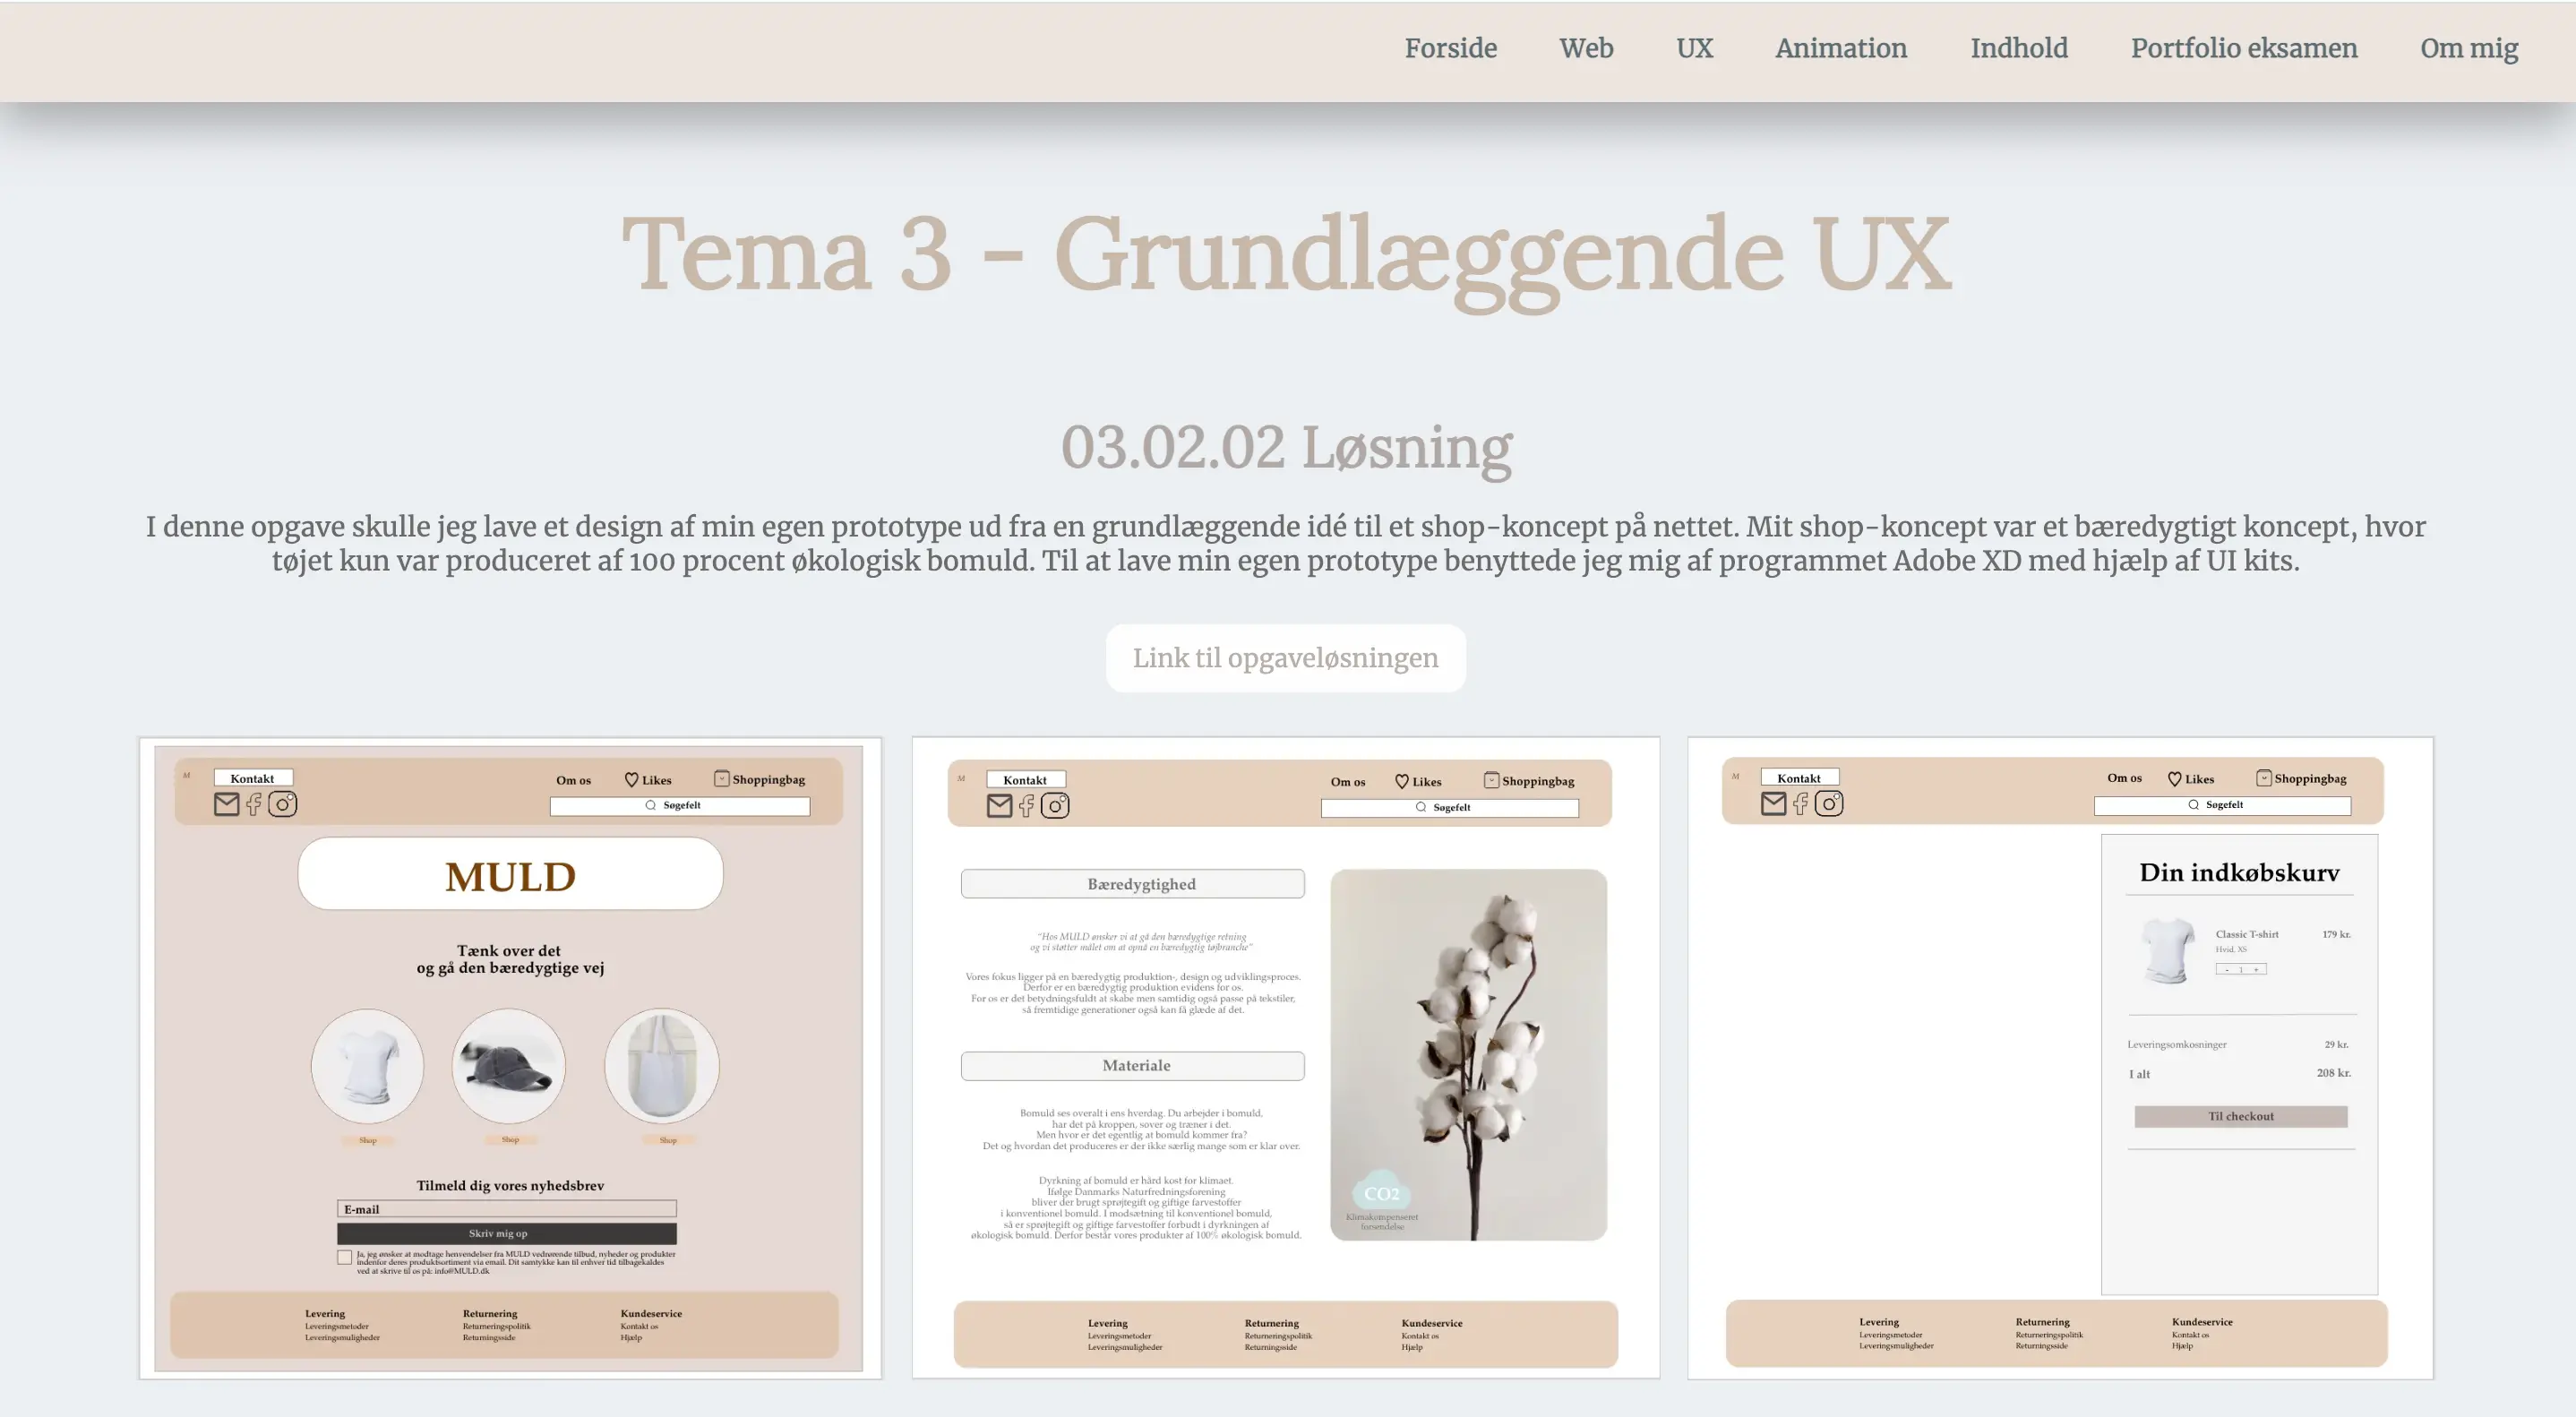 Forside Web UX Animation Indhold Portfolio eksamen Om mig
Tema 3 - Grundlæggende UX
03.02.02 Løsning
I denne opgave skulle jeg lave et design af min egen prototype ud fra en grundlæggende idé til et shop-koncept på nettet. Mit shop-koncept var et bæredygtigt koncept, hvor
tøjet kun var produceret af 100 procent økologisk bomuld. Til at lave min egen prototype benyttede jeg mig af programmet Adobe XD med hjælp af UI kits.
Link til opgaveløsningen
M
Kontakt
Om os Likes Shoppingbag
Søgefelt
MULD
Tænk over det
og gå den bæredygtige vej
Shop Shop Shop
Tilmeld dig vores nyhedsbrev
E-mail
Skriv mig op
Ja, jeg ønsker at modtage henvendelser fra MULD vedrørende tilbud, nyheder og produkter
indenfor deres produktsortiment via email. Dit samtykke kan til enhver tid tilbagekaldes
ved at skrive til os på: info@MULD.dk
Levering Returnering Kundeservice
Leveringsmetoder Returneringspolitik Kontakt os
Leveringsmuligheder Returningsside Hjælp
M
Kontakt
Om os Likes Shoppingbag
Søgefelt
Bæredygtighed
"Hos MULD ønsker vi at gå den bæredygtige retning
og vi støtter målet om at opnå en bæredygtig tøjbranche"
Vores fokus ligger på en bæredygtig produktion-, design og udviklingsproces.
Derfor er en bæredygtig produktion evidens for os.
For os er det betydningsfuldt at skabe men samtidig også passe på tekstiler,
så fremtidige generationer også kan få glæde af det.
Materiale
Bomuld ses overalt i ens hverdag. Du arbejder i bomuld,
har det på kroppen, sover og træner i det.
Men hvor er det egentlig at bomuld kommer fra?
Det og hvordan det produceres er der ikke særlig mange som er klar over.
Dyrkning af bomuld er hård kost for klimaet.
Ifølge Danmarks Naturfredningsforening
bliver der brugt sprøjtegift og giftige farvestoffer
i konventionel bomuld. I modsætning til konventionel bomuld,
så er sprøjtegift og giftige farvestoffer forbudt i dyrkningen af
økologisk bomuld. Derfor består vores produkter af 100% økologisk bomuld.
CO2
Klimakompenseret
forsendelse
Levering Returnering Kundeservice
Leveringsmetoder Returneringspolitik Kontakt os
Leveringsmuligheder Returningsside Hjælp
M
Kontakt
Om os Likes Shoppingbag
Søgefelt
Din indkøbskurv
Classic T-shirt 179 kr.
Hvid, XS
- 1 +
Leveringsomkosninger 29 kr.
I alt 208 kr.
Til checkout
Levering Returnering Kundeservice
Leveringsmetoder Returneringspolitik Kontakt os
Leveringsmuligheder Returningsside Hjælp